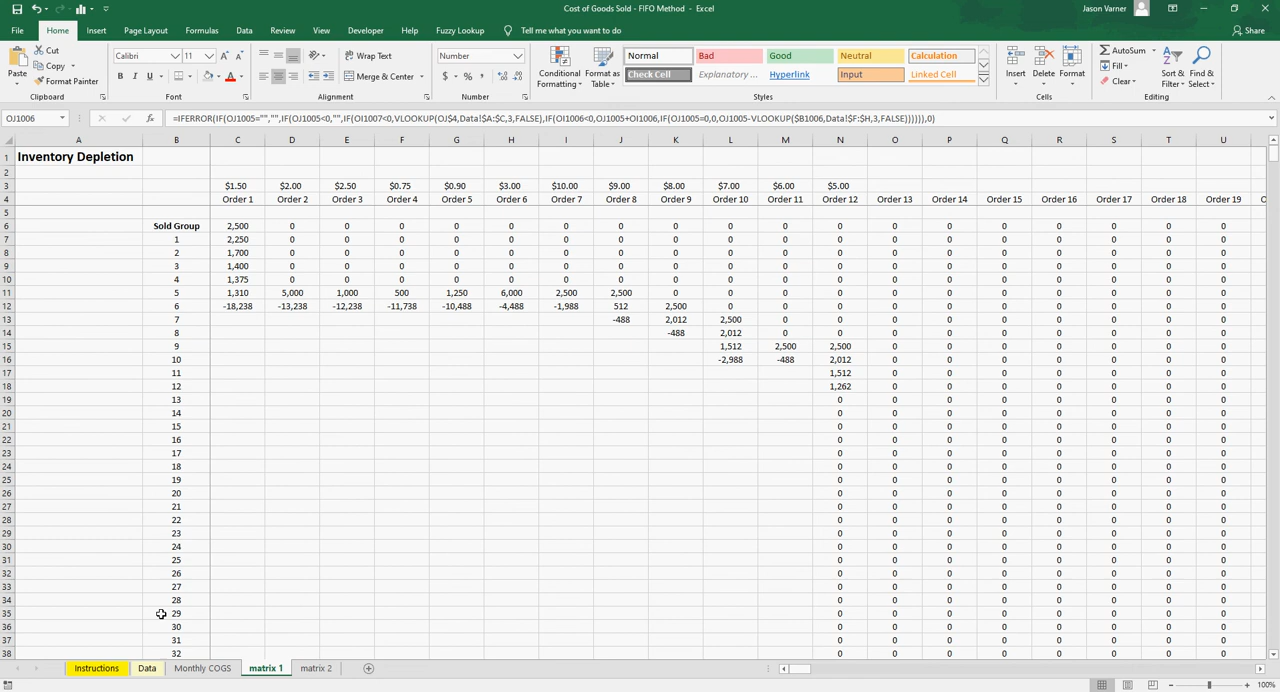 Cost of Goods Sold - FIFO Method - Excel
Jason Varner
File Home Insert Page Layout Formulas Data Review View Developer Help Fuzzy Lookup Tell me what you want to do Share
Paste Cut Copy Format Painter Clipboard
Calibri 11 B I U A Font
Wrap Text Merge & Center Alignment
Number $ % , Number
Conditional Formatting Format as Table
Normal Bad Good Neutral Calculation
Check Cell Explanatory ... Hyperlink Input Linked Cell
Styles
Insert Delete Format Cells
AutoSum Fill Clear Sort & Filter Find & Select Editing
OJ1006 fx =IFERROR(IF(OJ1005="","",IF(OJ1005<0,"",IF(OI1007<0,VLOOKUP(OJ$4,Data!$A:$C,3,FALSE),IF(OI1006<0,OJ1005+OI1006,IF(OJ1005=0,0,OJ1005-VLOOKUP($B1006,Data!$F:$H,3,FALSE)))))),0)
A B C D E F G H I J K L M N O P Q R S T U
1 Inventory Depletion
2
3 $1.50 $2.00 $2.50 $0.75 $0.90 $3.00 $10.00 $9.00 $8.00 $7.00 $6.00 $5.00
4 Order 1 Order 2 Order 3 Order 4 Order 5 Order 6 Order 7 Order 8 Order 9 Order 10 Order 11 Order 12 Order 13 Order 14 Order 15 Order 16 Order 17 Order 18 Order 19
5
6 Sold Group 2,500 0 0 0 0 0 0 0 0 0 0 0 0 0 0 0 0 0 0
7 1 2,250 0 0 0 0 0 0 0 0 0 0 0 0 0 0 0 0 0 0
8 2 1,700 0 0 0 0 0 0 0 0 0 0 0 0 0 0 0 0 0 0
9 3 1,400 0 0 0 0 0 0 0 0 0 0 0 0 0 0 0 0 0 0
10 4 1,375 0 0 0 0 0 0 0 0 0 0 0 0 0 0 0 0 0 0
11 5 1,310 5,000 1,000 500 1,250 6,000 2,500 2,500 0 0 0 0 0 0 0 0 0 0 0
12 6 -18,238 -13,238 -12,238 -11,738 -10,488 -4,488 -1,988 512 2,500 0 0 0 0 0 0 0 0 0 0
13 7 -488 2,012 2,500 0 0 0 0 0 0 0 0 0
14 8 -488 2,012 0 0 0 0 0 0 0 0 0
15 9 1,512 2,500 2,500 0 0 0 0 0 0 0
16 10 -2,988 -488 2,012 0 0 0 0 0 0 0
17 11 1,512 0 0 0 0 0 0 0
18 12 1,262 0 0 0 0 0 0 0
19 13 0 0 0 0 0 0 0 0
20 14 0 0 0 0 0 0 0 0
21 15 0 0 0 0 0 0 0 0
22 16 0 0 0 0 0 0 0 0
23 17 0 0 0 0 0 0 0 0
24 18 0 0 0 0 0 0 0 0
25 19 0 0 0 0 0 0 0 0
26 20 0 0 0 0 0 0 0 0
27 21 0 0 0 0 0 0 0 0
28 22 0 0 0 0 0 0 0 0
29 23 0 0 0 0 0 0 0 0
30 24 0 0 0 0 0 0 0 0
31 25 0 0 0 0 0 0 0 0
32 26 0 0 0 0 0 0 0 0
33 27 0 0 0 0 0 0 0 0
34 28 0 0 0 0 0 0 0 0
35 29 0 0 0 0 0 0 0 0
36 30 0 0 0 0 0 0 0 0
37 31 0 0 0 0 0 0 0 0
38 32 0 0 0 0 0 0 0 0
Instructions Data Monthly COGS matrix 1 matrix 2
100%